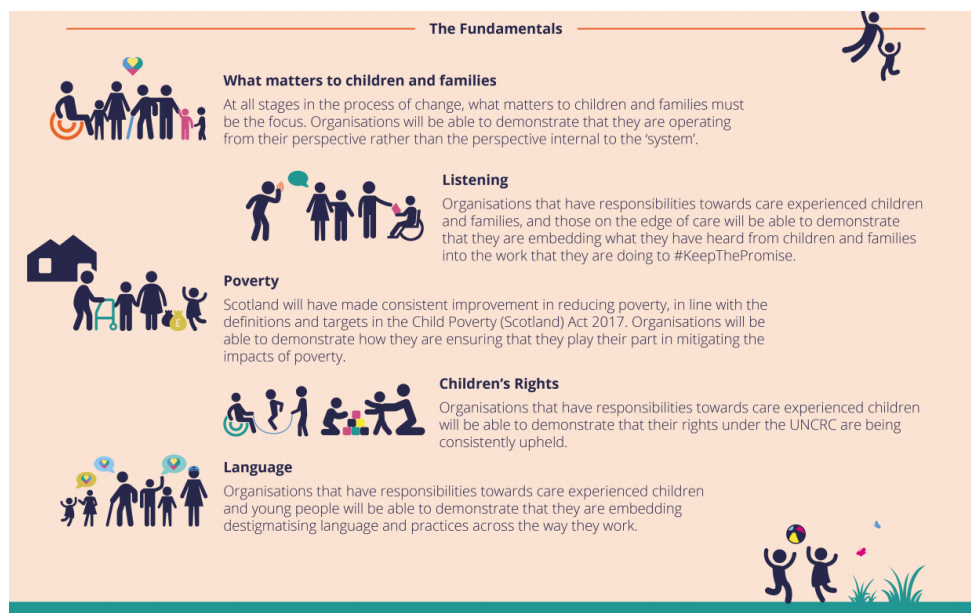 The Fundamentals
What matters to children and families
At all stages in the process of change, what matters to children and families must
be the focus. Organisations will be able to demonstrate that they are operating
from their perspective rather than the perspective internal to the ‘system’.
Listening
Organisations that have responsibilities towards care experienced children
and families, and those on the edge of care will be able to demonstrate
that they are embedding what they have heard from children and families
into the work that they are doing to #KeepThePromise.
Poverty
Scotland will have made consistent improvement in reducing poverty, in line with the
definitions and targets in the Child Poverty (Scotland) Act 2017. Organisations will be
able to demonstrate how they are ensuring that they play their part in mitigating the
impacts of poverty.
£
Children’s Rights
Organisations that have responsibilities towards care experienced children
will be able to demonstrate that their rights under the UNCRC are being
consistently upheld.
Language
Organisations that have responsibilities towards care experienced children
and young people will be able to demonstrate that they are embedding
destigmatising language and practices across the way they work.